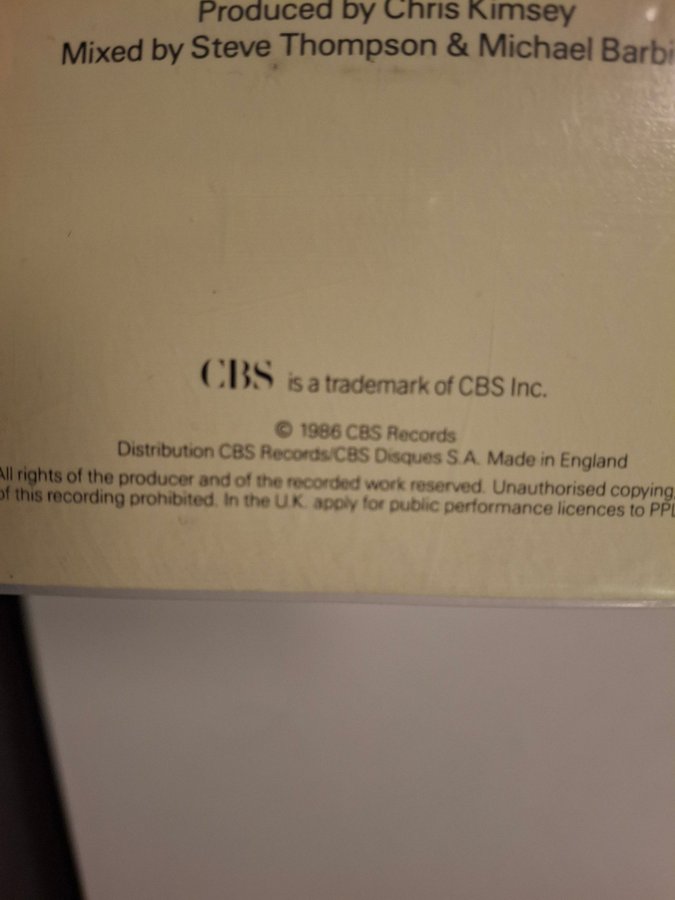 Produced by Chris Kimsey
Mixed by Steve Thompson & Michael Barbi
CBS is a trademark of CBS Inc.
© 1986 CBS Records
Distribution CBS Records/CBS Disques S.A. Made in England
All rights of the producer and of the recorded work reserved. Unauthorised copying,
of this recording prohibited. In the U.K. apply for public performance licences to PPL